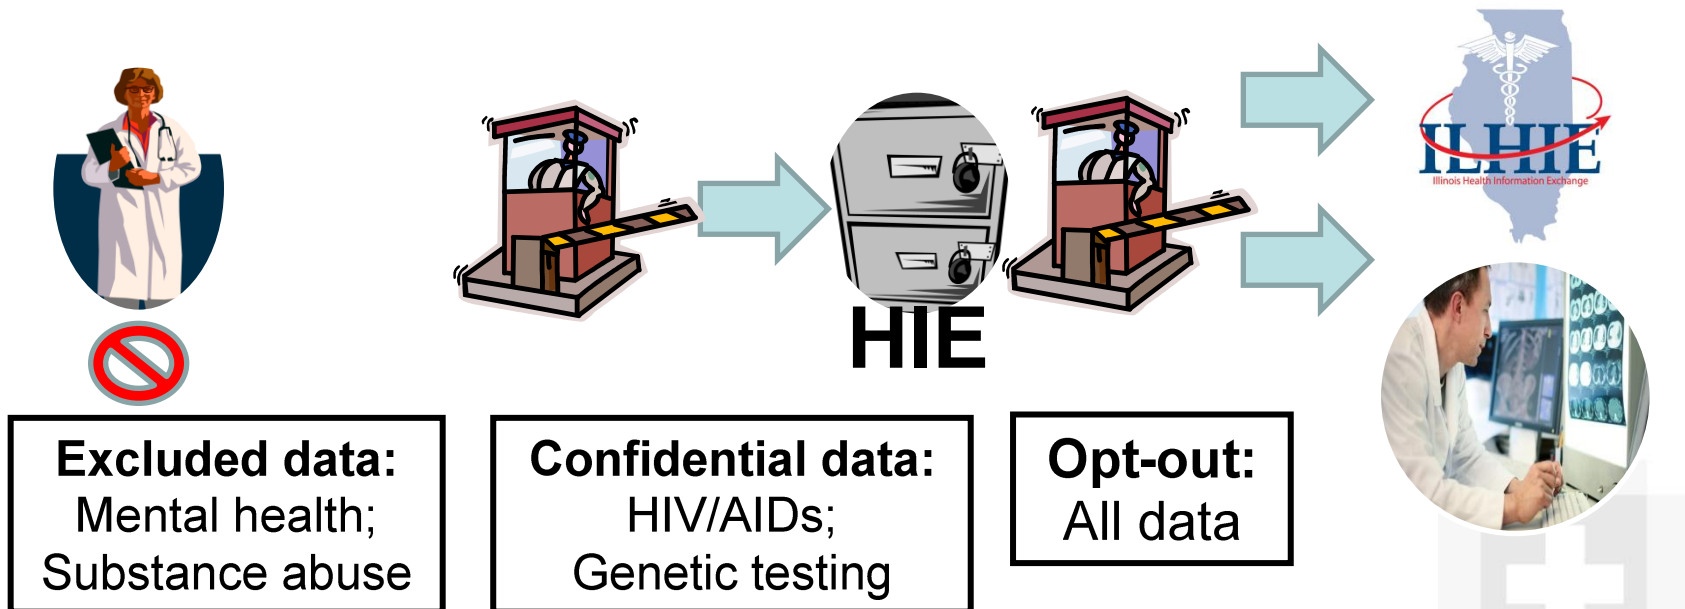 ILHIE
Illinois Health Information Exchange
HIE
Excluded data:
Mental health;
Substance abuse
Confidential data:
HIV/AIDs;
Genetic testing
Opt-out:
All data